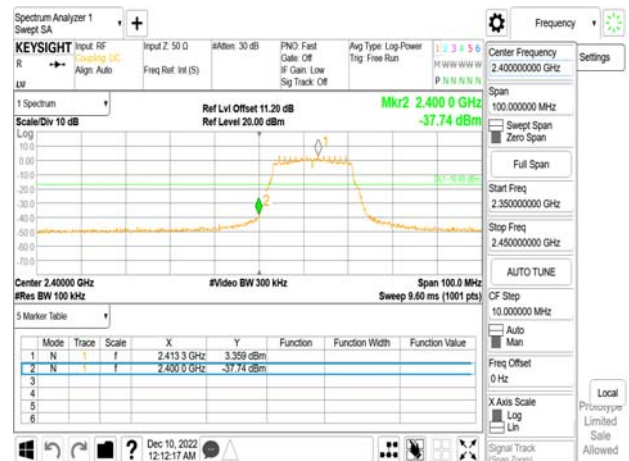 Spectrum Analyzer 1
Swept SA
Frequency
KEYSIGHT
R
Input: RF
Coupling: DC
Align: Auto
Input Z: 50 Ω
Freq Ref: Int (S)
#Atten: 30 dB
PNO: Fast
Gate: Off
IF Gain: Low
Sig Track: Off
Avg Type: Log-Power
Trig: Free Run
1 2 3 4 5 6
M W W W W W
P N N N N N
Center Frequency
2.400000000 GHz
Settings
Span
100.000000 MHz
Swept Span
Zero Span
Full Span
Start Freq
2.350000000 GHz
Stop Freq
2.450000000 GHz
AUTO TUNE
CF Step
10.000000 MHz
Auto
Man
Freq Offset
0 Hz
X Axis Scale
Log
Lin
Signal Track
(Span Zoom)
Local
Prototype
Limited
Sale
Allowed
1 Spectrum
Scale/Div 10 dB
Ref Lvl Offset 11.20 dB
Ref Level 20.00 dBm
Mkr2 2.400 0 GHz
-37.74 dBm
Log
10.0
0.00
-10.0
-20.0
-30.0
-40.0
-50.0
-60.0
-70.0
1
2
Center 2.40000 GHz
#Res BW 100 kHz
#Video BW 300 kHz
Span 100.0 MHz
Sweep 9.60 ms (1001 pts)
5 Marker Table
Mode Trace Scale X Y Function Function Width Function Value
1 N 1 f 2.413 3 GHz 3.359 dBm
2 N 1 f 2.400 0 GHz -37.74 dBm
3
4
5
6
?
Dec 10, 2022
12:12:17 AM